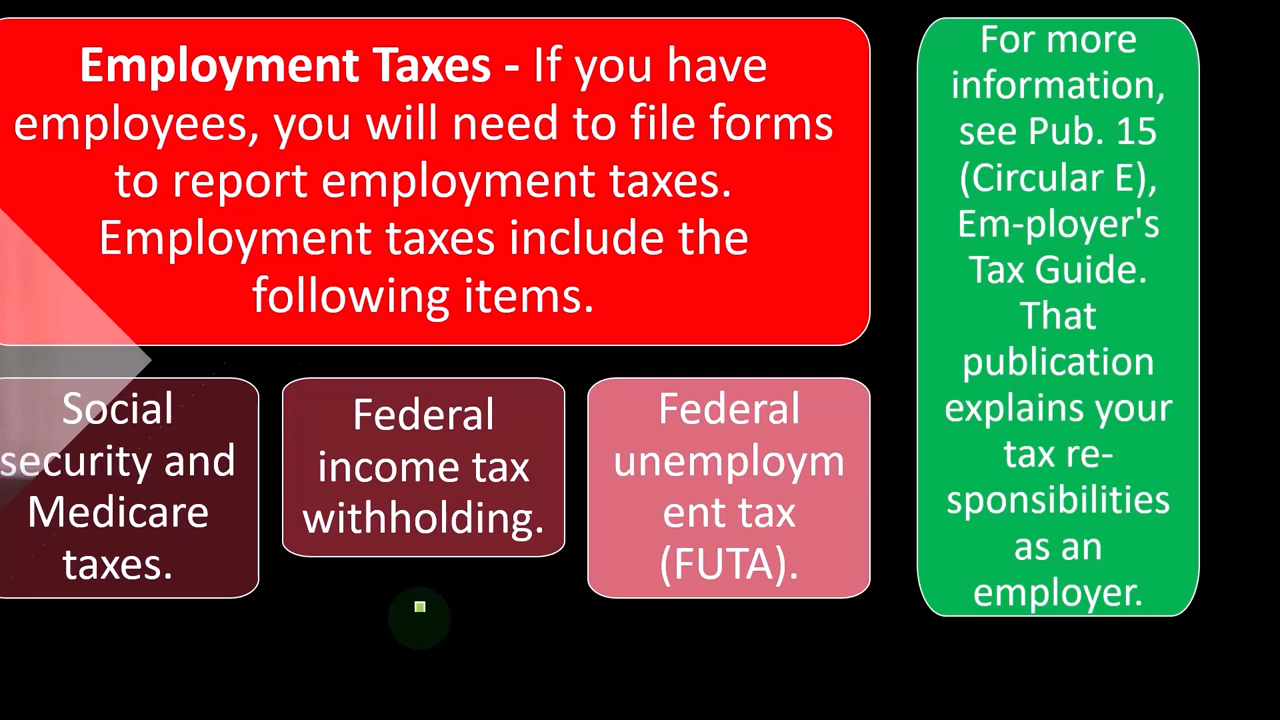 Employment Taxes - If you have
employees, you will need to file forms
to report employment taxes.
Employment taxes include the
following items.
Social
security and
Medicare
taxes.
Federal
income tax
withholding.
Federal
unemploym
ent tax
(FUTA).
For more
information,
see Pub. 15
(Circular E),
Em-ployer's
Tax Guide.
That
publication
explains your
tax re-
sponsibilities
as an
employer.